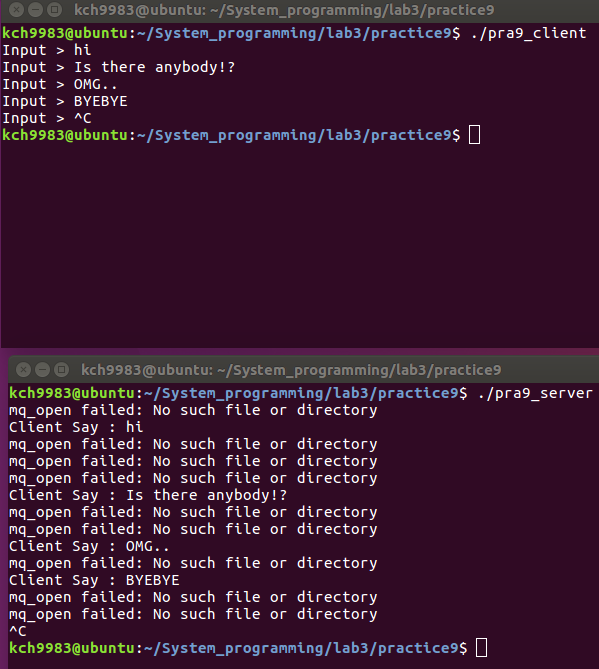 kch9983@ubuntu: ~/System_programming/lab3/practice9
kch9983@ubuntu:~/System_programming/lab3/practice9$ ./pra9_client
Input > hi
Input > Is there anybody!?
Input > OMG..
Input > BYEBYE
Input > ^C
kch9983@ubuntu:~/System_programming/lab3/practice9$
kch9983@ubuntu: ~/System_programming/lab3/practice9
kch9983@ubuntu:~/System_programming/lab3/practice9$ ./pra9_server
mq_open failed: No such file or directory
Client Say : hi
mq_open failed: No such file or directory
mq_open failed: No such file or directory
mq_open failed: No such file or directory
Client Say : Is there anybody!?
mq_open failed: No such file or directory
mq_open failed: No such file or directory
Client Say : OMG..
mq_open failed: No such file or directory
Client Say : BYEBYE
mq_open failed: No such file or directory
mq_open failed: No such file or directory
^C
kch9983@ubuntu:~/System_programming/lab3/practice9$